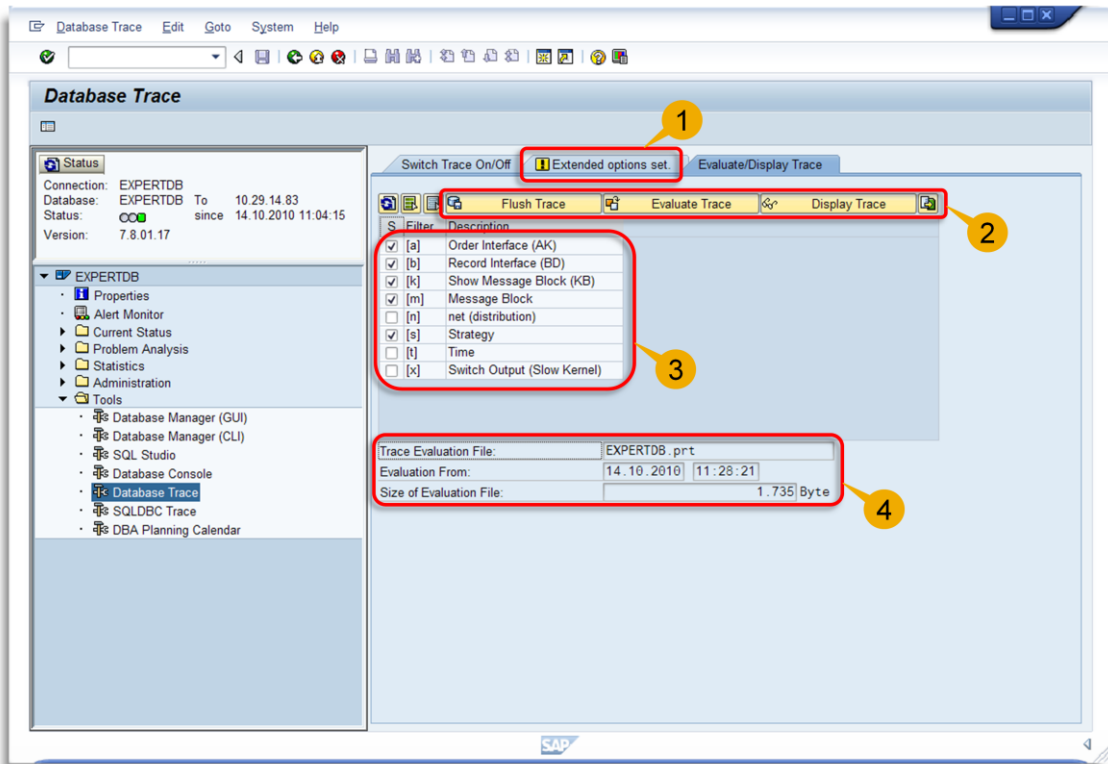 Database Trace Edit Goto System Help
Database Trace
1
Status
Connection: EXPERTDB
Database: EXPERTDB To 10.29.14.83
Status: since 14.10.2010 11:04:15
Version: 7.8.01.17
EXPERTDB
Properties
Alert Monitor
Current Status
Problem Analysis
Statistics
Administration
Tools
Database Manager (GUI)
Database Manager (CLI)
SQL Studio
Database Console
Database Trace
SQLDBC Trace
DBA Planning Calendar
Switch Trace On/Off Extended options set. Evaluate/Display Trace
Flush Trace Evaluate Trace Display Trace
2
S Filter Description
[a] Order Interface (AK)
[b] Record Interface (BD)
[k] Show Message Block (KB)
[m] Message Block
[n] net (distribution)
[s] Strategy
[t] Time
[x] Switch Output (Slow Kernel)
3
Trace Evaluation File: EXPERTDB.prt
Evaluation From: 14.10.2010 11:28:21
Size of Evaluation File: 1.735 Byte
4
SAP